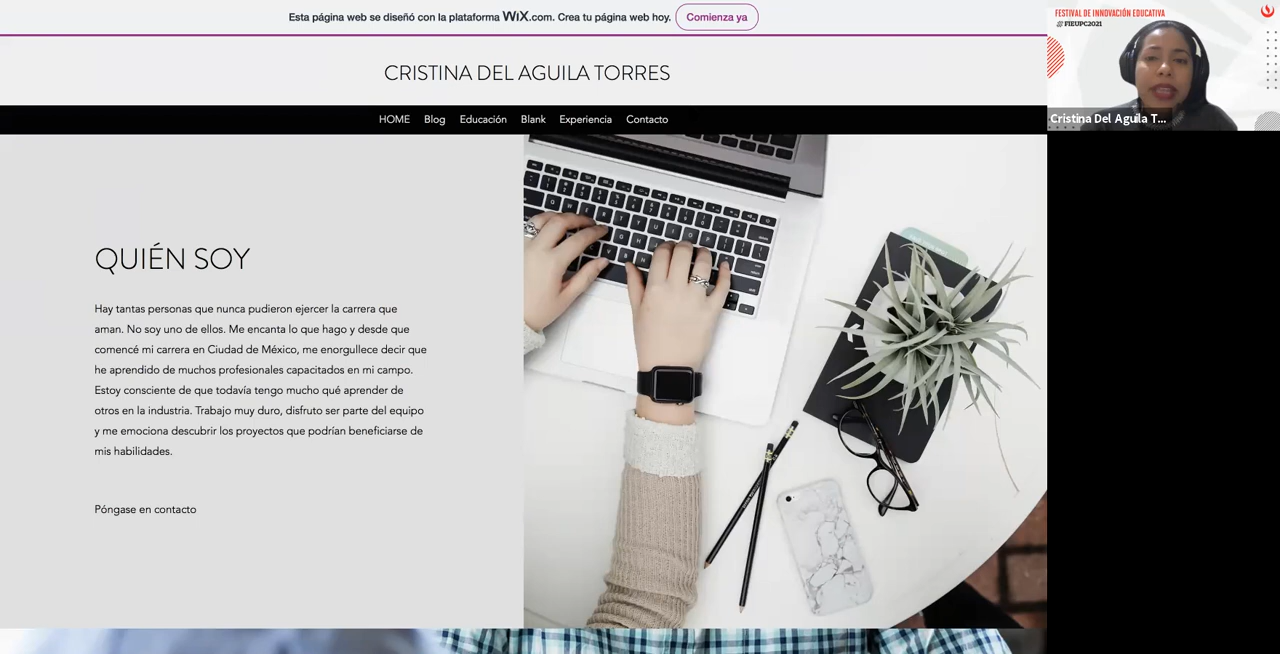 Esta página web se diseñó con la plataforma WiX.com. Crea tu página web hoy. Comienza ya
CRISTINA DEL AGUILA TORRES
HOME Blog Educación Blank Experiencia Contacto
QUIÉN SOY
Hay tantas personas que nunca pudieron ejercer la carrera que
aman. No soy uno de ellos. Me encanta lo que hago y desde que
comencé mi carrera en Ciudad de México, me enorgullece decir que
he aprendido de muchos profesionales capacitados en mi campo.
Estoy consciente de que todavía tengo mucho qué aprender de
otros en la industria. Trabajo muy duro, disfruto ser parte del equipo
y me emociona descubrir los proyectos que podrían beneficiarse de
mis habilidades.
Póngase en contacto
FESTIVAL DE INNOVACIÓN EDUCATIVA
#FIEUPC2021
Cristina Del Aguila T...